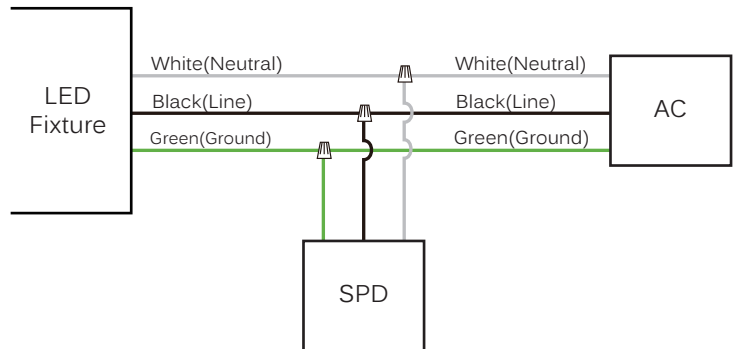 White(Neutral)
White(Neutral)
LED
Fixture
Black(Line)
Black(Line)
AC
Green(Ground)
Green(Ground)
SPD